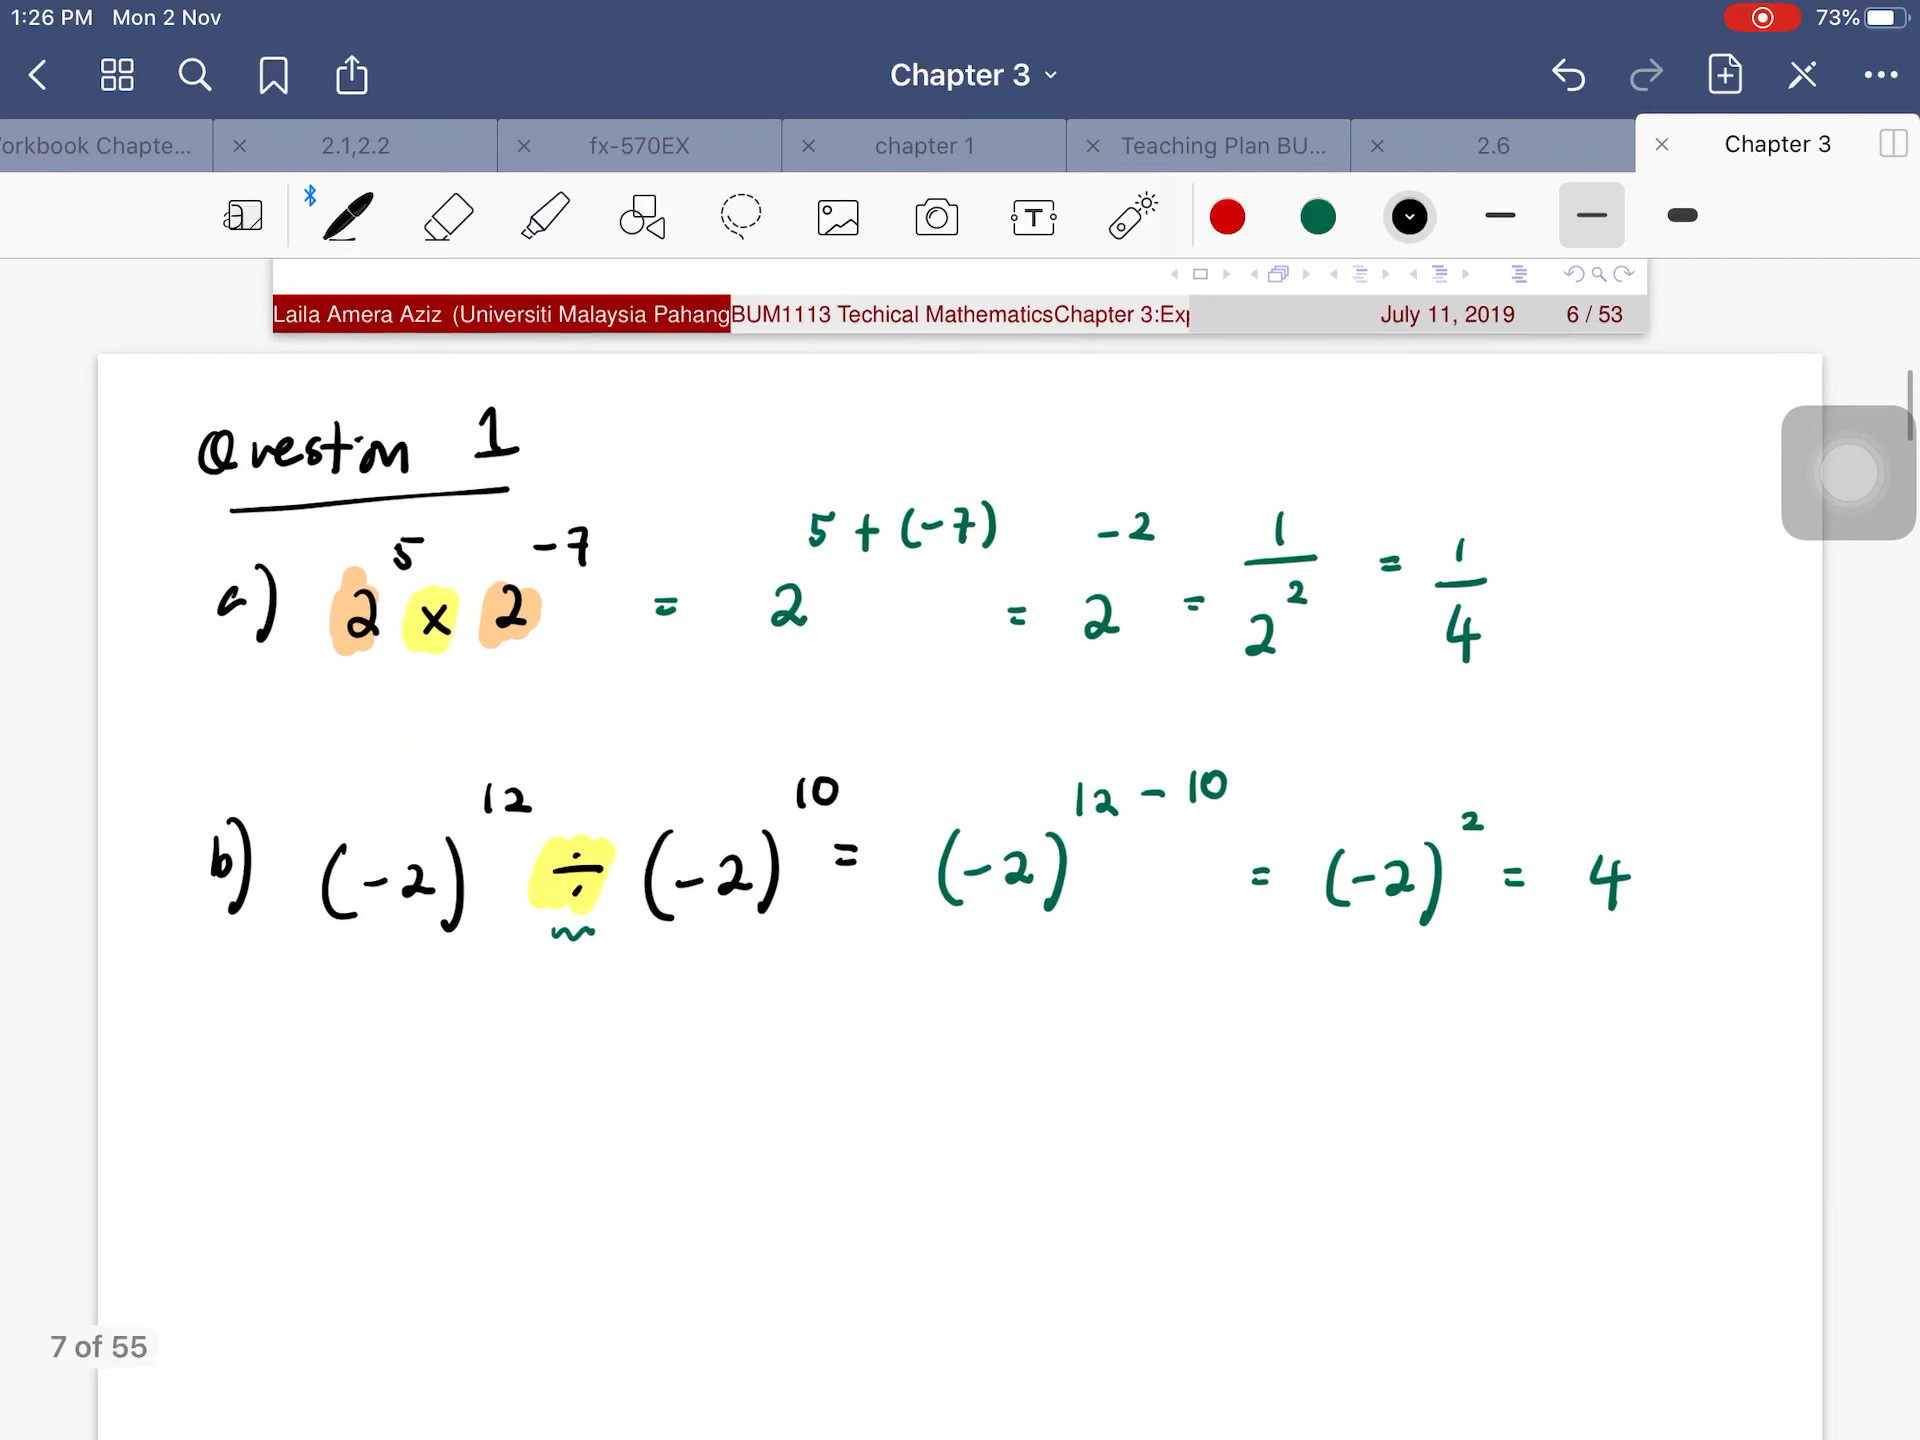 1:26 PM Mon 2 Nov 73%
Chapter 3
orkbook Chapte... 2.1,2.2 fx-570EX chapter 1 Teaching Plan BU... 2.6 Chapter 3
Laila Amera Aziz (Universiti Malaysia Pahang BUM1113 Techical MathematicsChapter 3:Exp July 11, 2019 6 / 53
Question 1
a) 2^5 × 2^-7 = 2^5+(-7) = 2^-2 = 1/2^2 = 1/4
b) (-2)^12 ÷ (-2)^10 = (-2)^12-10 = (-2)^2 = 4
7 of 55